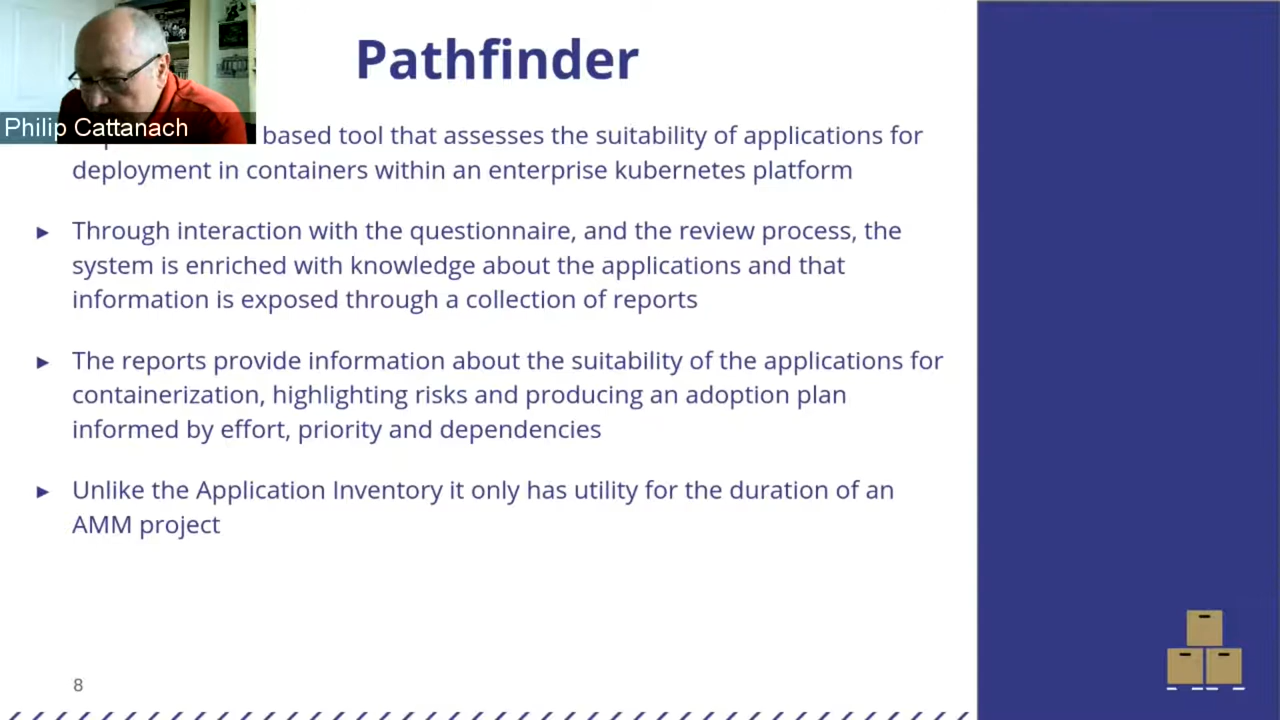 Pathfinder
Philip Cattanach
based tool that assesses the suitability of applications for
deployment in containers within an enterprise kubernetes platform
► Through interaction with the questionnaire, and the review process, the
system is enriched with knowledge about the applications and that
information is exposed through a collection of reports
► The reports provide information about the suitability of the applications for
containerization, highlighting risks and producing an adoption plan
informed by effort, priority and dependencies
► Unlike the Application Inventory it only has utility for the duration of an
AMM project
8